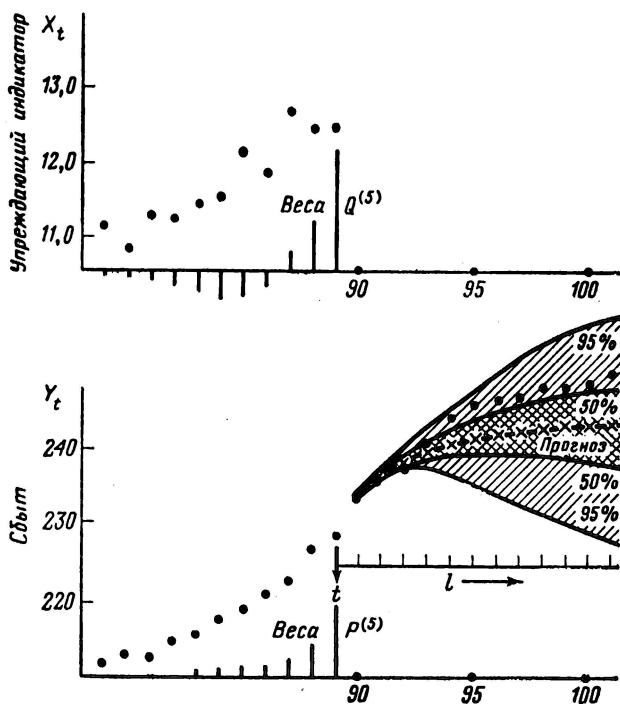 X_t
Упреждающий индикатор
13,0
12,0
11,0
Веса Q^(5)
90 95 100
Y_t
Сбыт
240
230
220
95%
50%
Прогноз
50%
95%
t
l
Веса P^(5)
90 95 100